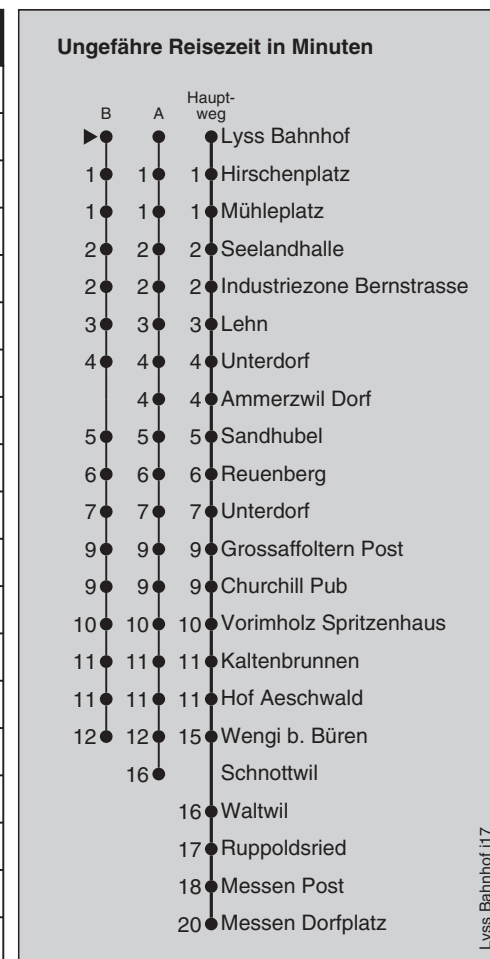 Ungefähre Reisezeit in Minuten
Haupt-
B A weg
Lyss Bahnhof
1 1 1 Hirschenplatz
1 1 1 Mühleplatz
2 2 2 Seelandhalle
2 2 2 Industriezone Bernstrasse
3 3 3 Lehn
4 4 4 Unterdorf
4 4 Ammerzwil Dorf
5 5 5 Sandhubel
6 6 6 Reuenberg
7 7 7 Unterdorf
9 9 9 Grossaffoltern Post
9 9 9 Churchill Pub
10 10 10 Vorimholz Spritzenhaus
11 11 11 Kaltenbrunnen
11 11 11 Hof Aeschwald
12 12 15 Wengi b. Büren
16 Schnottwil
16 Waltwil
17 Ruppoldsried
18 Messen Post
20 Messen Dorfplatz
Lyss Bahnhof j17